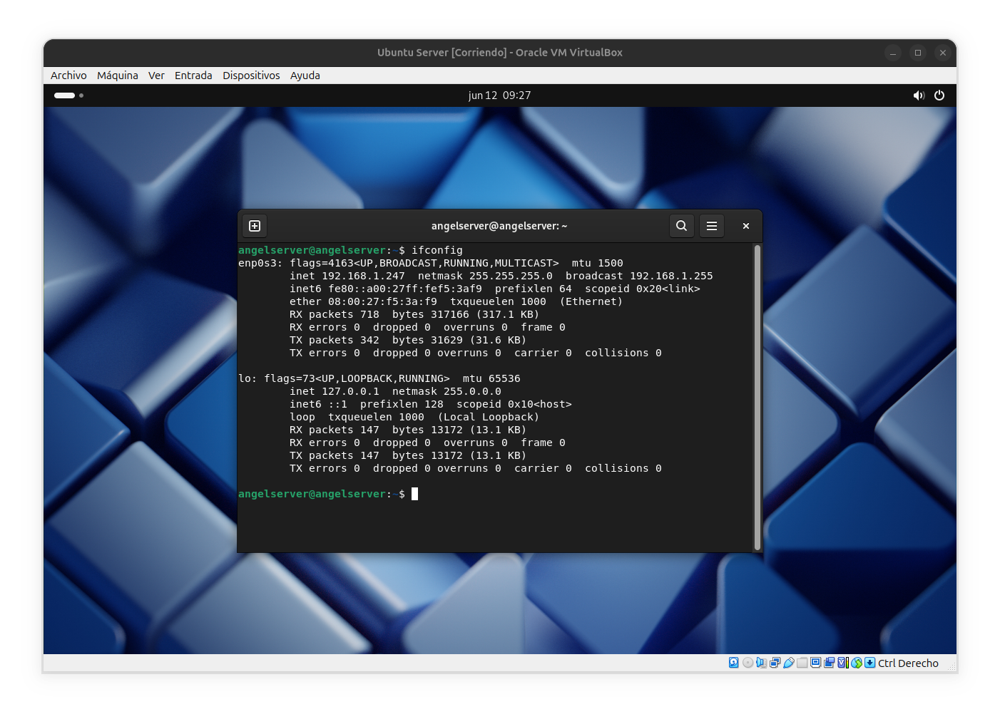 Ubuntu Server [Corriendo] - Oracle VM VirtualBox
Archivo Máquina Ver Entrada Dispositivos Ayuda
jun 12 09:27
angelserver@angelserver: ~
angelserver@angelserver:~$ ifconfig
enp0s3: flags=4163<UP,BROADCAST,RUNNING,MULTICAST>  mtu 1500
        inet 192.168.1.247  netmask 255.255.255.0  broadcast 192.168.1.255
        inet6 fe80::a00:27ff:fef5:3af9  prefixlen 64  scopeid 0x20<link>
        ether 08:00:27:f5:3a:f9  txqueuelen 1000  (Ethernet)
        RX packets 718  bytes 317166 (317.1 KB)
        RX errors 0  dropped 0  overruns 0  frame 0
        TX packets 342  bytes 31629 (31.6 KB)
        TX errors 0  dropped 0 overruns 0  carrier 0  collisions 0

lo: flags=73<UP,LOOPBACK,RUNNING>  mtu 65536
        inet 127.0.0.1  netmask 255.0.0.0
        inet6 ::1  prefixlen 128  scopeid 0x10<host>
        loop  txqueuelen 1000  (Local Loopback)
        RX packets 147  bytes 13172 (13.1 KB)
        RX errors 0  dropped 0  overruns 0  frame 0
        TX packets 147  bytes 13172 (13.1 KB)
        TX errors 0  dropped 0 overruns 0  carrier 0  collisions 0

angelserver@angelserver:~$
Ctrl Derecho